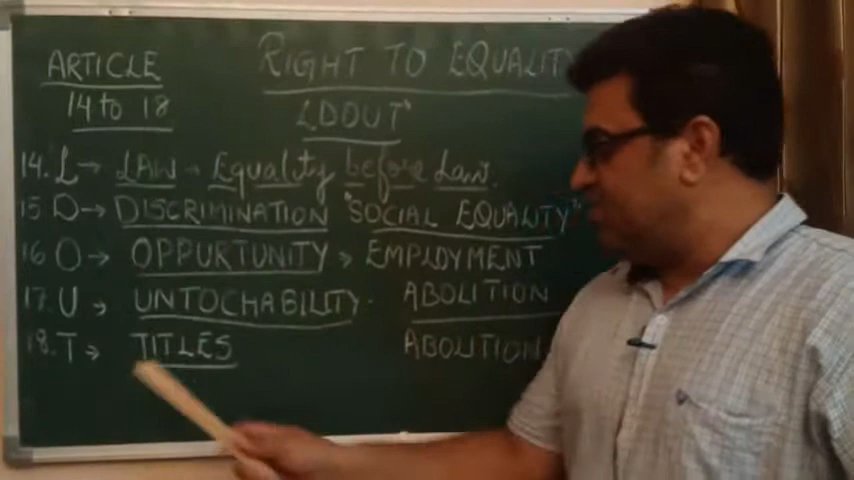 ARTICLE RIGHT TO EQUALITY
14 to 18 "LDOUT"
14. L → LAW → Equality before Law.
15 D → DISCRIMINATION "SOCIAL EQUALITY"
16 O → OPPURTUNITY → EMPLOYMENT
17. U → UNTOCHABILITY. ABOLITION
18. T → TITLES ABOLITION